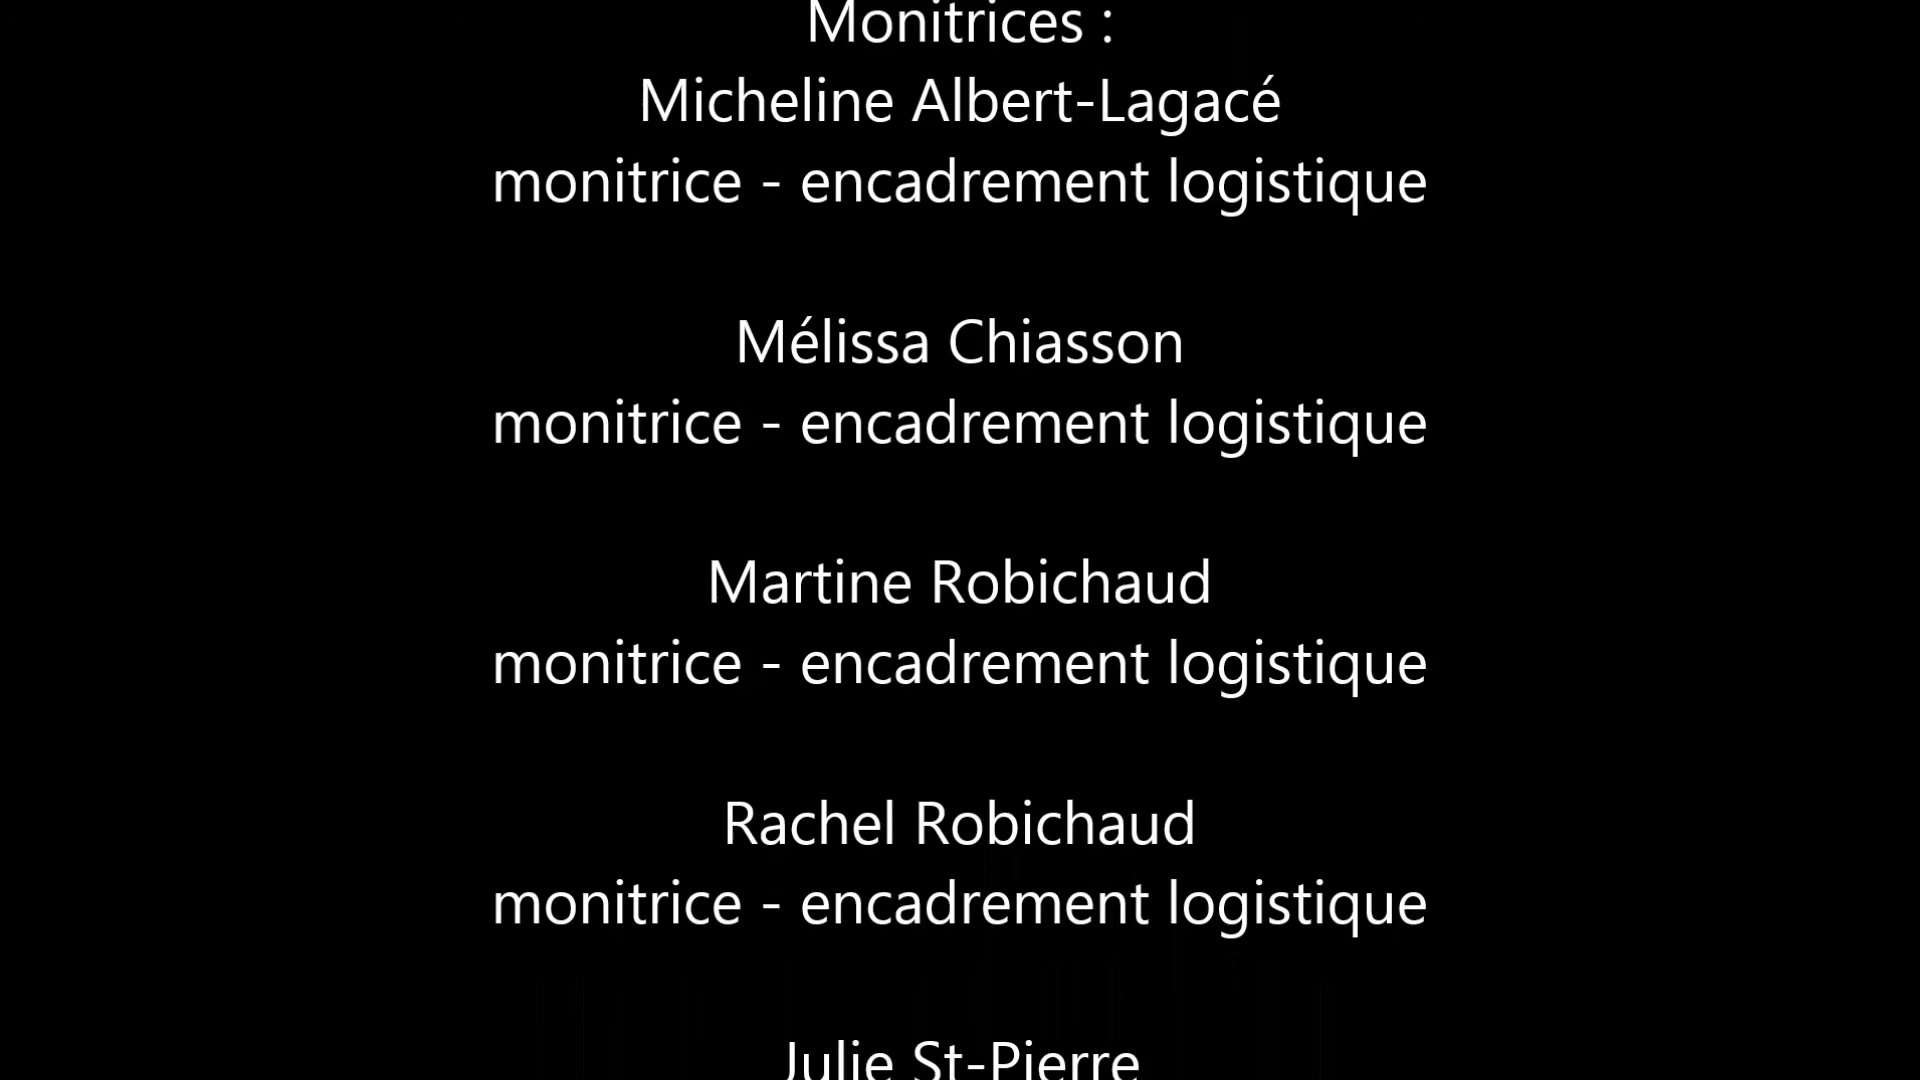 Monitrices :
Micheline Albert-Lagacé
monitrice - encadrement logistique
Mélissa Chiasson
monitrice - encadrement logistique
Martine Robichaud
monitrice - encadrement logistique
Rachel Robichaud
monitrice - encadrement logistique
Julie St-Pierre